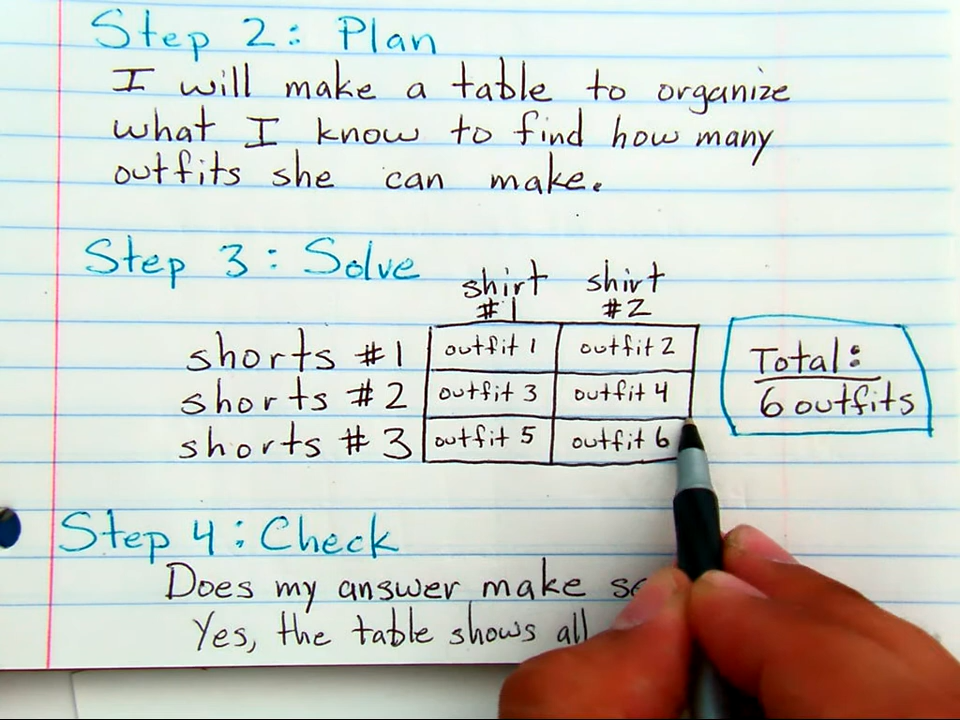 Step 2: Plan
I will make a table to organize
what I know to find how many
outfits she can make.
Step 3: Solve
shirt #1 shirt #2
shorts #1 outfit 1 outfit 2
shorts #2 outfit 3 outfit 4
shorts #3 outfit 5 outfit 6
Total:
6 outfits
Step 4: Check
Does my answer make
Yes, the table shows all